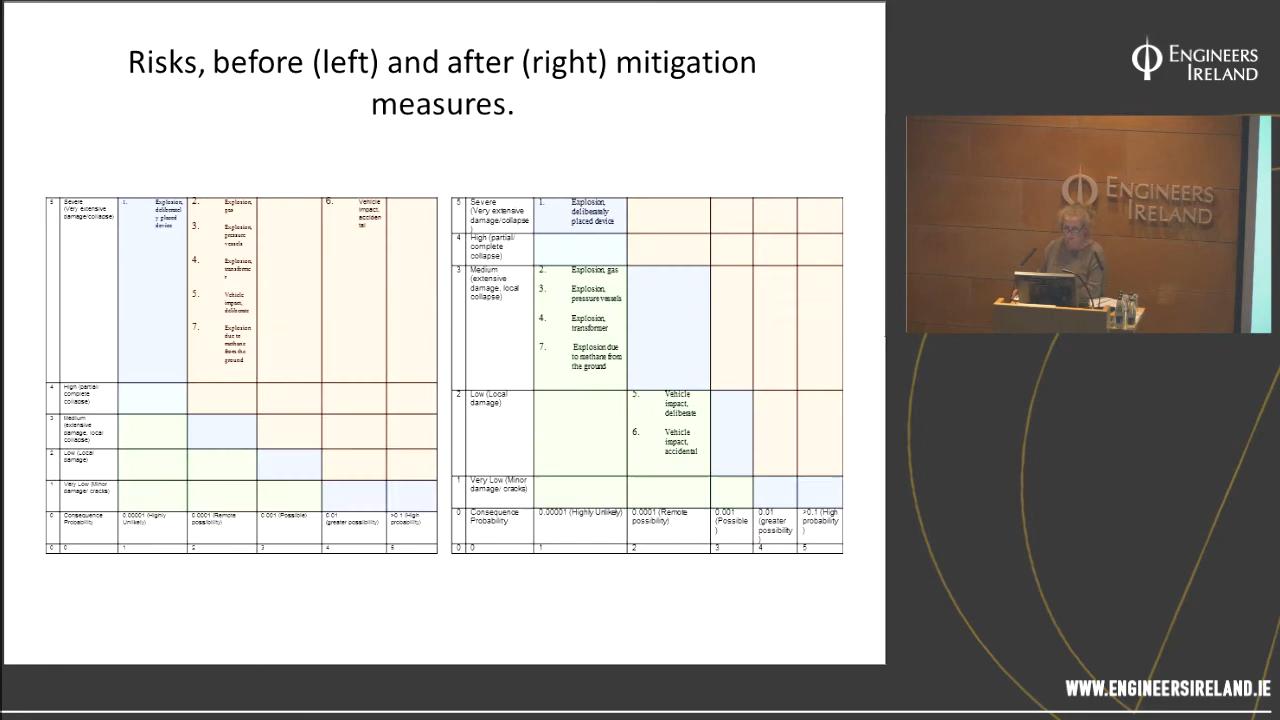 Risks, before (left) and after (right) mitigation
measures.
5
Severe
(Very extensive
damage/collapse)
1. Explosion,
deliberatel
y placed
device
2. Explosion,
gas
3. Explosion,
pressure
vessels
4. Explosion,
transforme
r
5. Vehicle
impact,
deliberate
7. Explosion
due to
methane
from the
ground
6. Vehicle
impact,
acciden
tal
4
High (partial/
complete
collapse)
3
Medium
(extensive
damage, local
collapse)
2
Low (Local
damage)
1
Very Low (Minor
damage/ cracks)
0
Consequence
Probability
0.00001 (Highly
Unlikely)
0.0001 (Remote
possibility)
0.001 (Possible)
0.01
(greater possibility)
>0.1 (High
probability)
0 0 1 2 3 4 5
5
Severe
(Very extensive
damage/collapse
)
1. Explosion,
deliberately
placed device
4
High (partial/
complete
collapse)
3
Medium
(extensive
damage, local
collapse)
2. Explosion, gas
3. Explosion,
pressure vessels
4. Explosion,
transformer
7. Explosion due
to methane from
the ground
2
Low (Local
damage)
5. Vehicle
impact,
deliberate
6. Vehicle
impact,
accidental
1
Very Low (Minor
damage/ cracks)
0
Consequence
Probability
0.00001 (Highly Unlikely)
0.0001 (Remote
possibility)
0.001
(Possible
)
0.01
(greater
possibility
)
>0.1 (High
probability
)
0 0 1 2 3 4 5
ENGINEERS
IRELAND
ENGINEERS
IRELAND
WWW.ENGINEERSIRELAND.IE